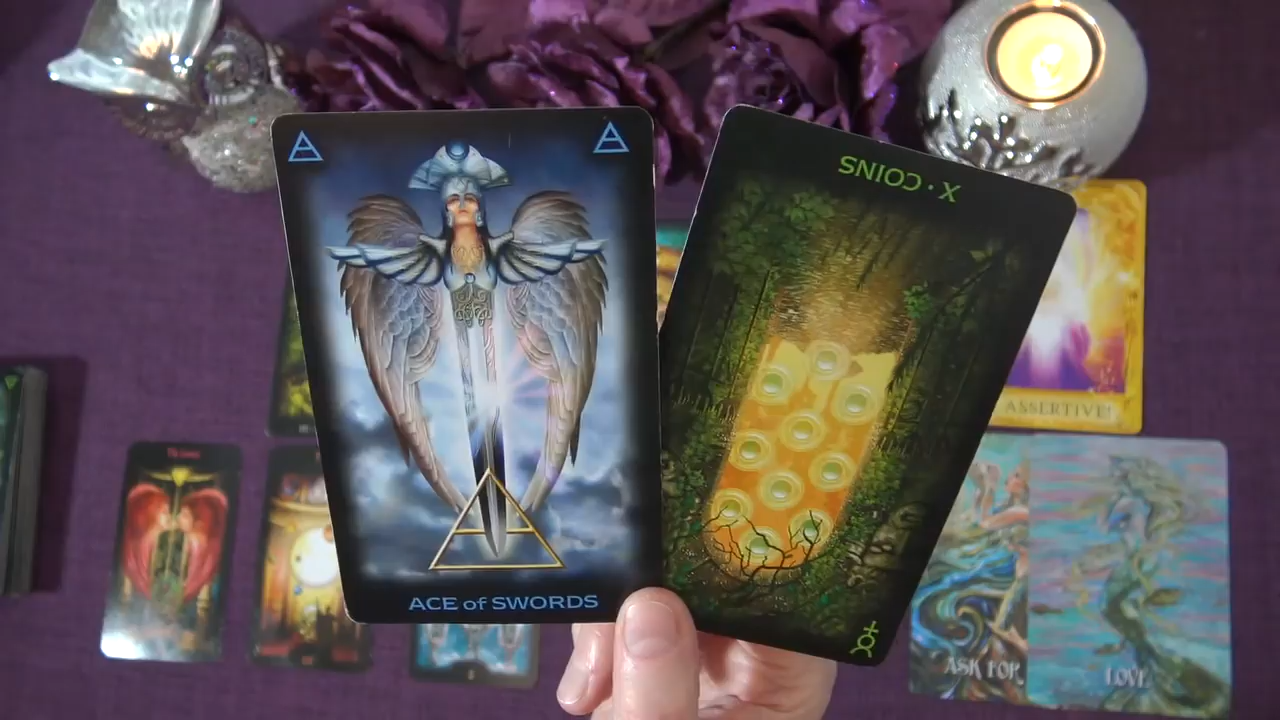 X • COINS
ASSERTIVE!
ACE of SWORDS
ASK FOR
LOVE